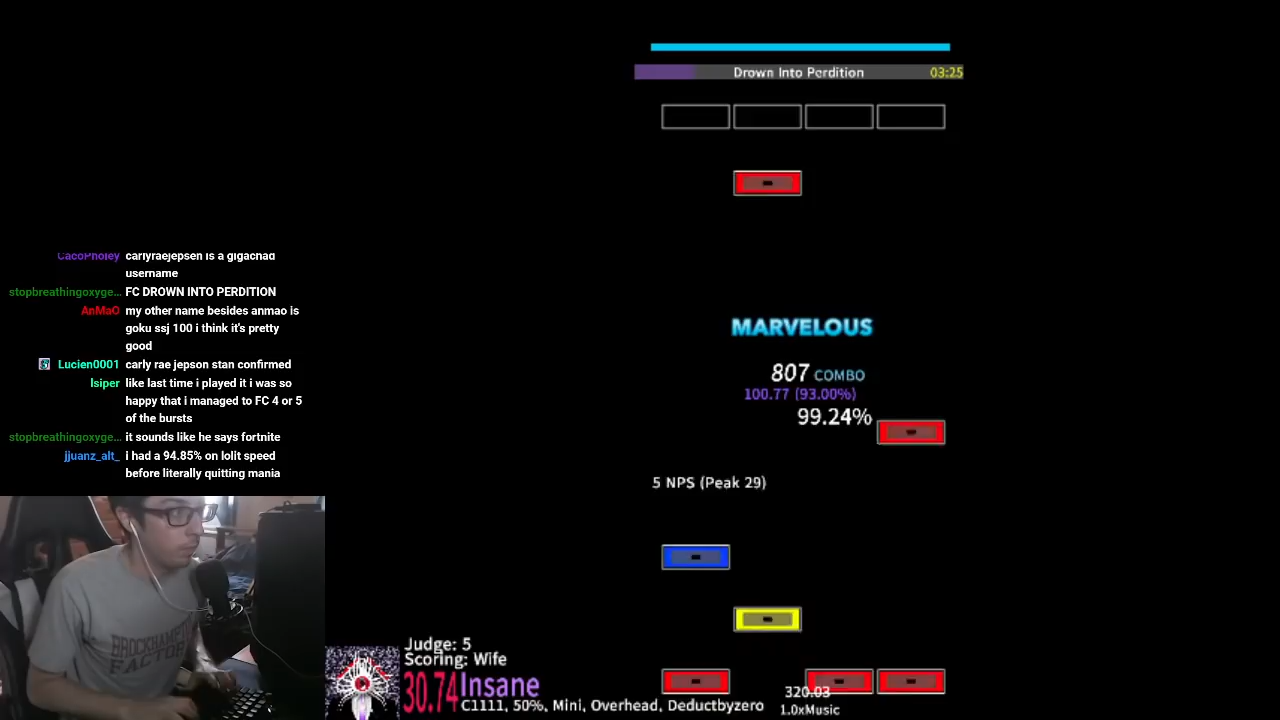 Drown Into Perdition 03:25
CacoPholey carlyraejepsen is a gigachad
username
stopbreathingoxyge... FC DROWN INTO PERDITION
AnMaO my other name besides anmao is
goku ssj 100 i think it's pretty
good
Lucien0001 carly rae jepson stan confirmed
lsiper like last time i played it i was so
happy that i managed to FC 4 or 5
of the bursts
stopbreathingoxyge... it sounds like he says fortnite
jjuanz_alt_ i had a 94.85% on lolit speed
before literally quitting mania
MARVELOUS
807 COMBO
100.77 (93.00%)
99.24%
5 NPS (Peak 29)
BROCKHAMPTON
FACTORY
Judge: 5
Scoring: Wife
30.74 Insane
C1111, 50%, Mini, Overhead, Deductbyzero
320.03
1.0xMusic